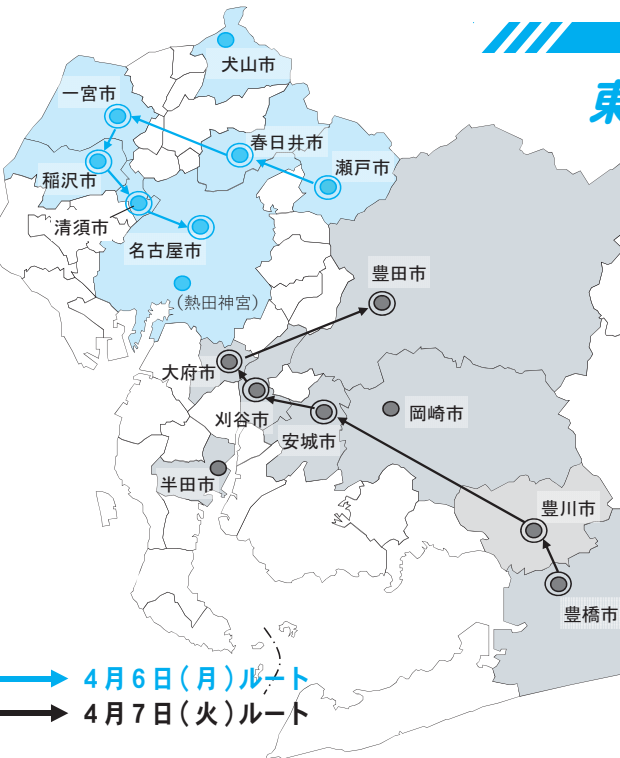 東
犬山市
一宮市
春日井市
瀬戸市
稲沢市
清須市
名古屋市
(熱田神宮)
豊田市
大府市
刈谷市
安城市
岡崎市
半田市
豊川市
豊橋市
4月6日(月)ルート
4月7日(火)ルート